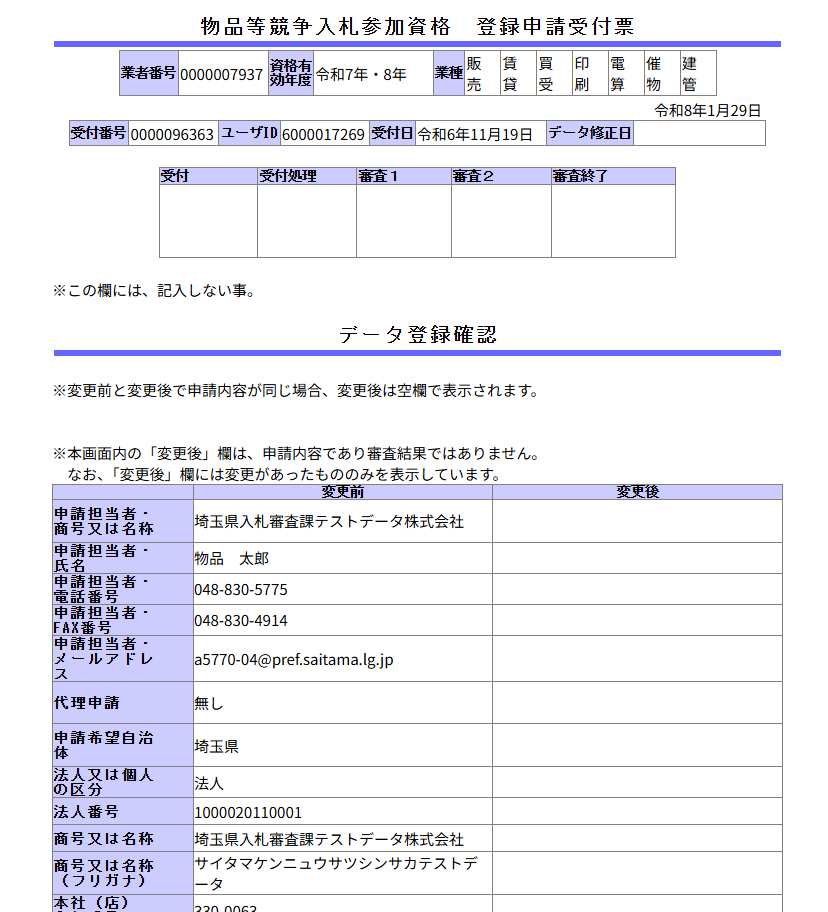 物品等競争入札参加資格　登録申請受付票
業者番号 0000007937 資格有効年度 令和7年・8年 業種 販売 賃貸 買受 印刷 電算 催物 建管
令和8年1月29日
受付番号 0000096363 ユーザID 6000017269 受付日 令和6年11月19日 データ修正日
受付 受付処理 審査１ 審査２ 審査終了
※この欄には、記入しない事。
データ登録確認
※変更前と変更後で申請内容が同じ場合、変更後は空欄で表示されます。
※本画面内の「変更後」欄は、申請内容であり審査結果ではありません。
なお、「変更後」欄には変更があったもののみを表示しています。
変更前 変更後
申請担当者・
商号又は名称 埼玉県入札審査課テストデータ株式会社
申請担当者・
氏名 物品　太郎
申請担当者・
電話番号 048-830-5775
申請担当者・
FAX番号 048-830-4914
申請担当者・
メールアドレ
ス a5770-04@pref.saitama.lg.jp
代理申請 無し
申請希望自治
体 埼玉県
法人又は個人
の区分 法人
法人番号 1000020110001
商号又は名称 埼玉県入札審査課テストデータ株式会社
商号又は名称
（フリガナ） サイタマケンニュウサツシンサカテストデ
ータ
本社（店）
330-0063